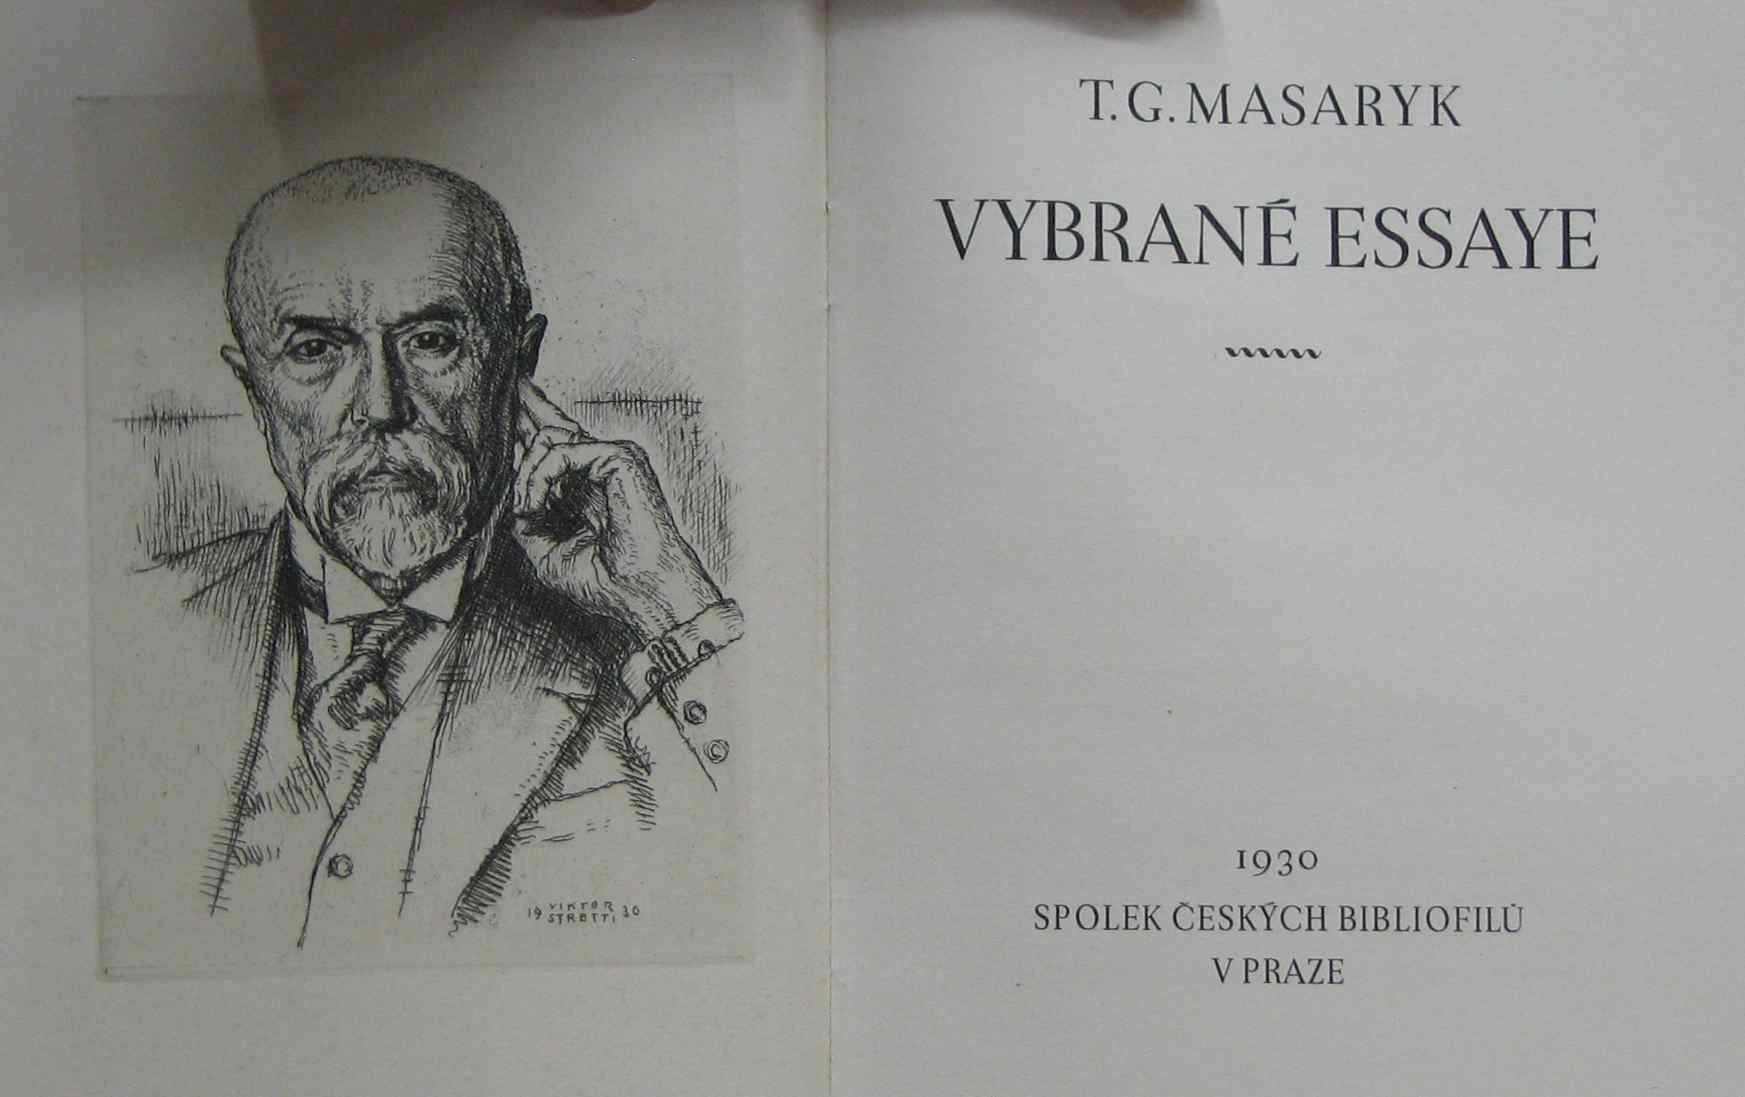 19 VIKTOR 30
STRETTI
T. G. MASARYK
VYBRANÉ ESSAYE
1930
SPOLEK ČESKÝCH BIBLIOFILŮ
V PRAZE